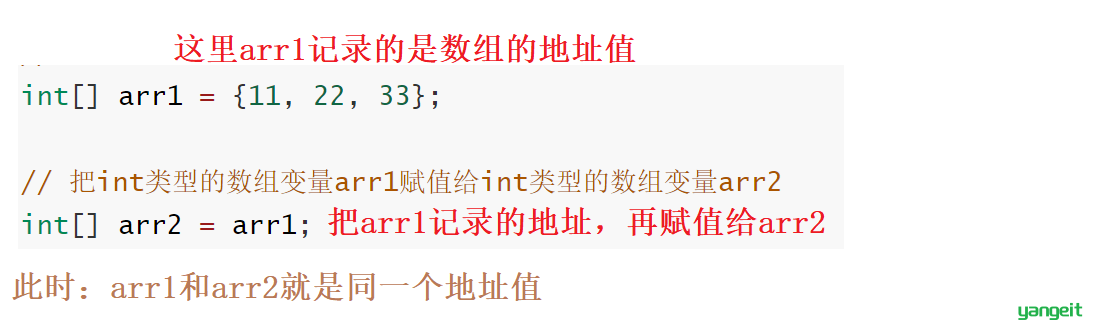 这里arr1记录的是数组的地址值
int[] arr1 = {11, 22, 33};
// 把int类型的数组变量arr1赋值给int类型的数组变量arr2
int[] arr2 = arr1; 把arr1记录的地址，再赋值给arr2
此时：arr1和arr2就是同一个地址值
yangeit